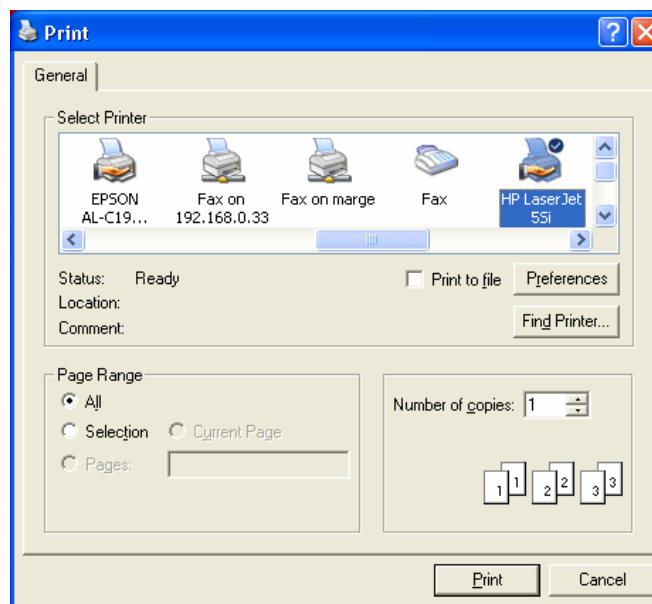 Print
General
Select Printer
EPSON AL-C19...
Fax on 192.168.0.33
Fax on marge
Fax
HP LaserJet 5Si
Status: Ready
Print to file
Preferences
Location:
Comment:
Find Printer...
Page Range
All
Selection
Current Page
Pages:
Number of copies: 1
1 1 2 2 3 3
Print
Cancel